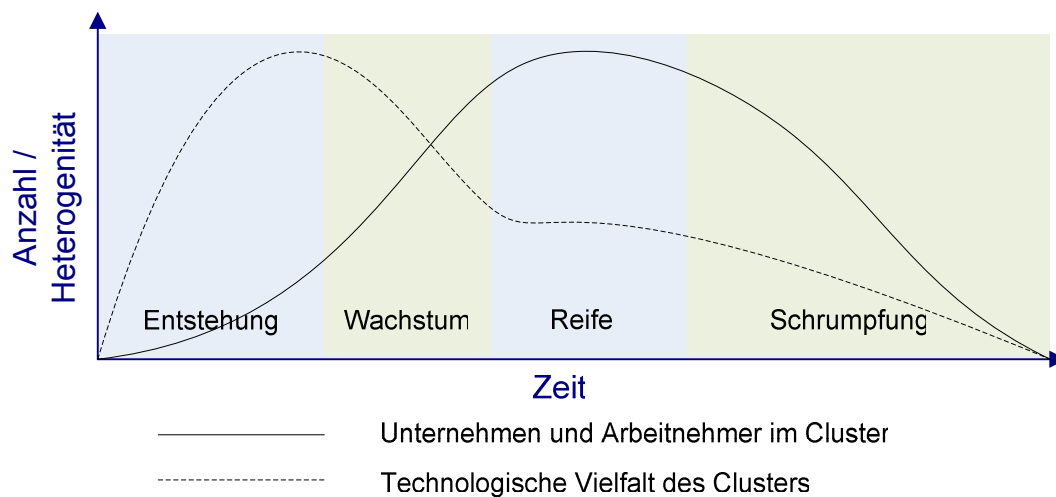 Anzahl /
Heterogenität
Entstehung
Wachstum
Reife
Schrumpfung
Zeit
Unternehmen und Arbeitnehmer im Cluster
Technologische Vielfalt des Clusters